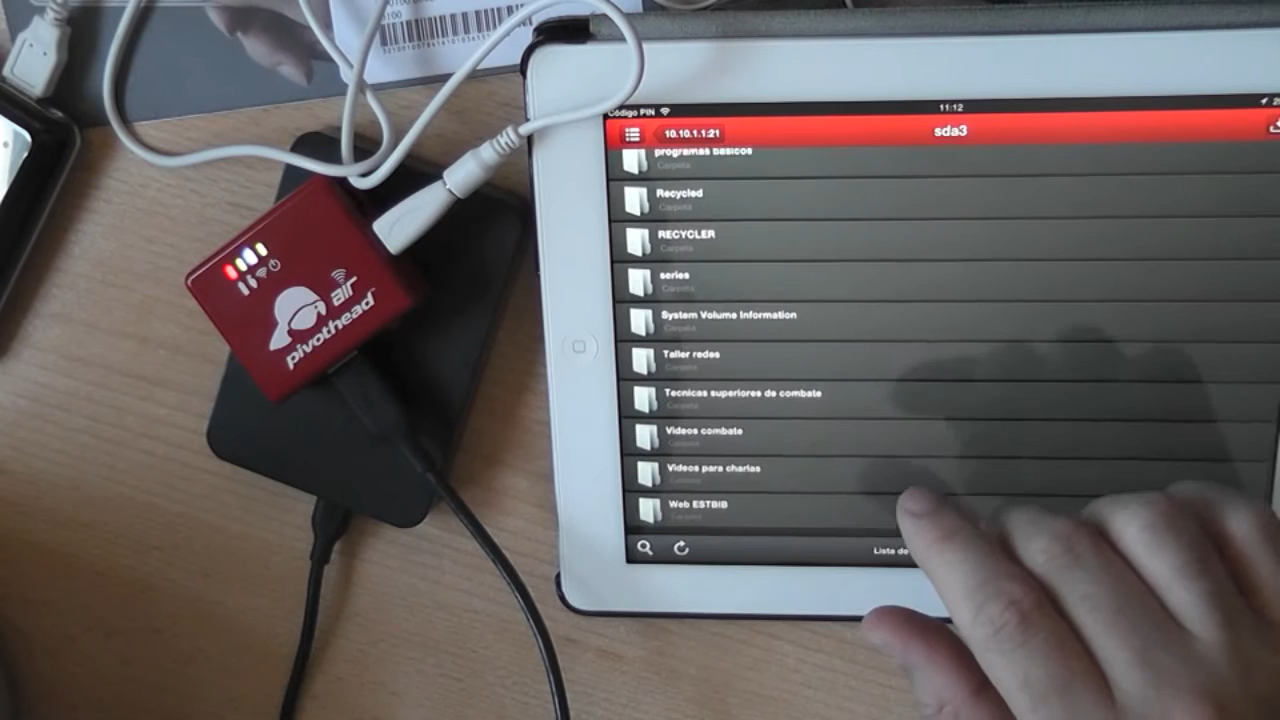 Código PIN
11:12
10.10.1.1:21
sda3
programas basicos
Carpeta
Recycled
Carpeta
RECYCLER
Carpeta
series
Carpeta
System Volume Information
Carpeta
Taller redes
Carpeta
Tecnicas superiores de combate
Carpeta
Videos combate
Carpeta
Videos para charlas
Carpeta
Web ESTBIB
Carpeta
Lista de
air
pivothead